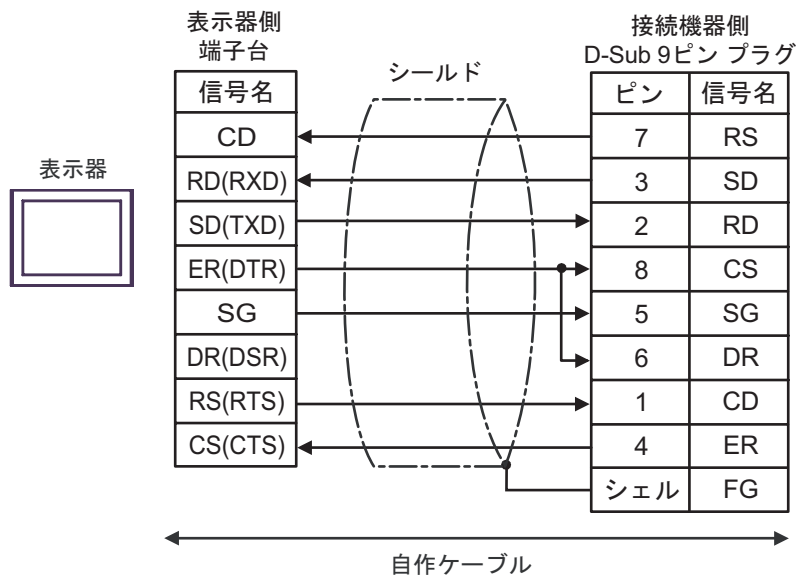 表示器側
端子台
接続機器側
D-Sub 9ピン プラグ
シールド
表示器
信号名
CD
RD(RXD)
SD(TXD)
ER(DTR)
SG
DR(DSR)
RS(RTS)
CS(CTS)
ピン 信号名
7 RS
3 SD
2 RD
8 CS
5 SG
6 DR
1 CD
4 ER
シェル FG
自作ケーブル